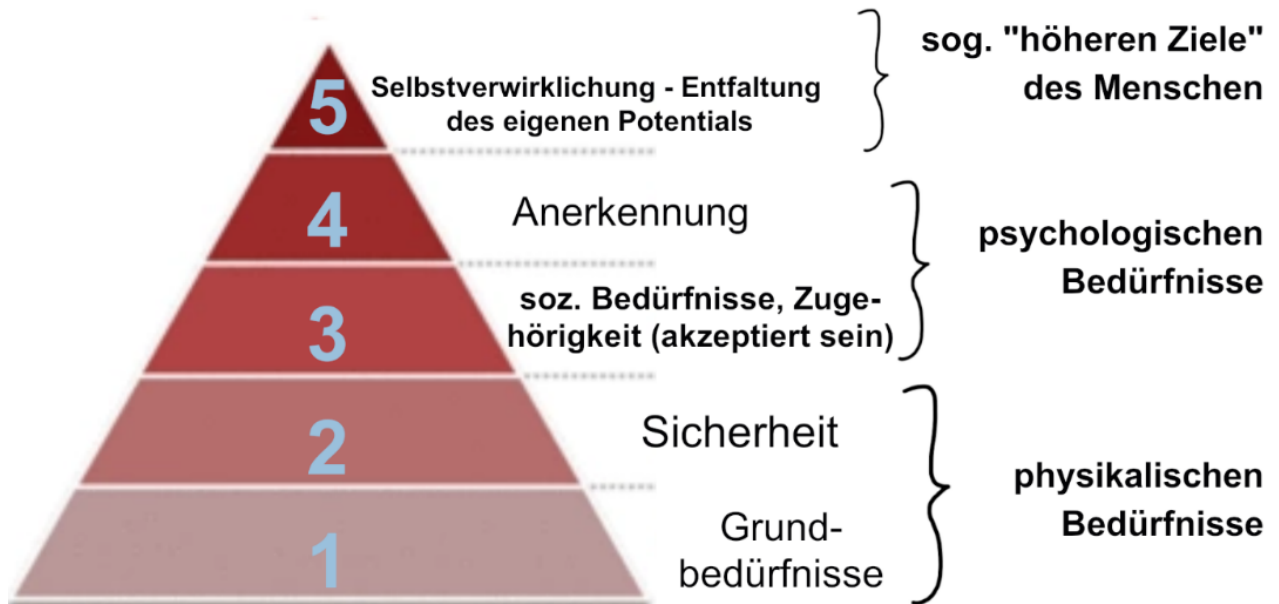 sog. "höheren Ziele"
des Menschen
5
Selbstverwirklichung - Entfaltung
des eigenen Potentials
4
Anerkennung
psychologischen
Bedürfnisse
3
soz. Bedürfnisse, Zuge-
hörigkeit (akzeptiert sein)
2
Sicherheit
physikalischen
Bedürfnisse
1
Grund-
bedürfnisse